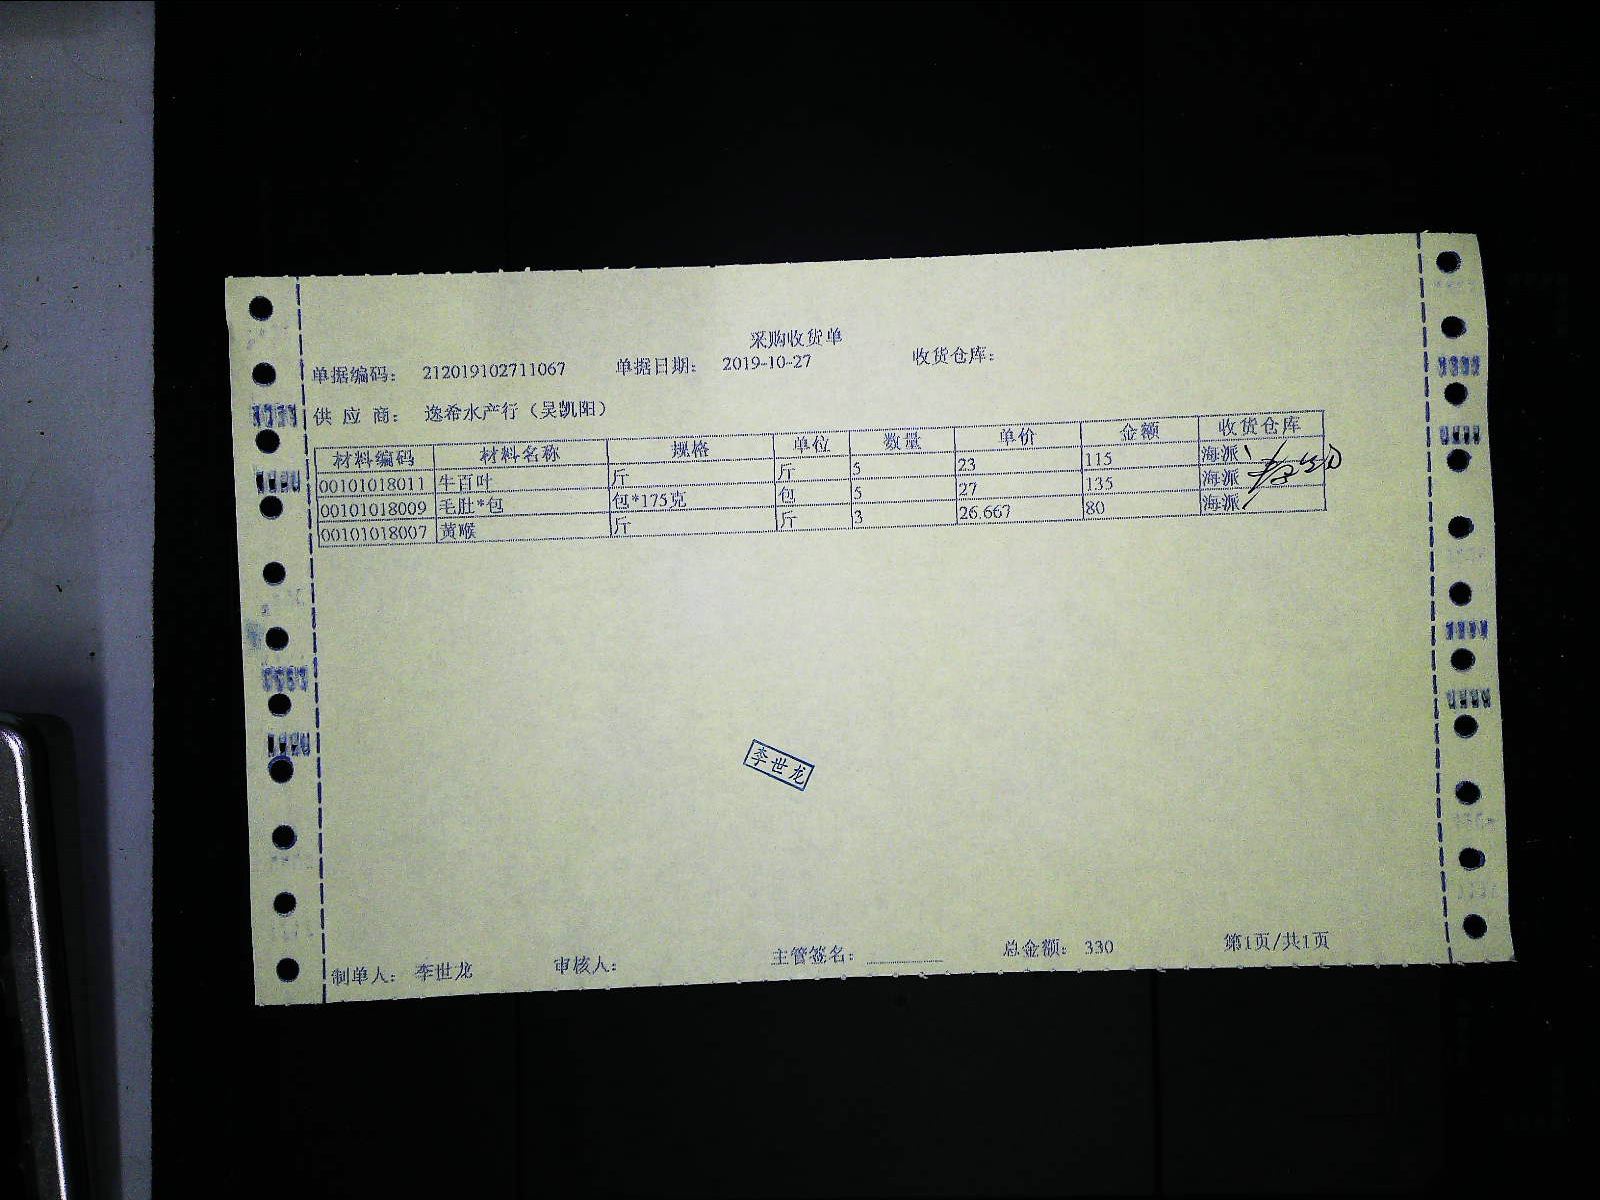 采购收货单
单据编码： 212019102711067 单据日期： 2019-10-27 收货仓库：
供 应 商： 逸希水产行（吴凯阳）
材料编码 材料名称 规格 单位 数量 单价 金额 收货仓库
00101018011 牛百叶 斤 斤 5 23 115 海派
00101018009 毛肚*包 包*175克 包 5 27 135 海派
00101018007 黄喉 斤 斤 3 26.667 80 海派
李世龙
制单人： 李世龙 审核人： 主管签名： 总金额： 330 第1页/共1页